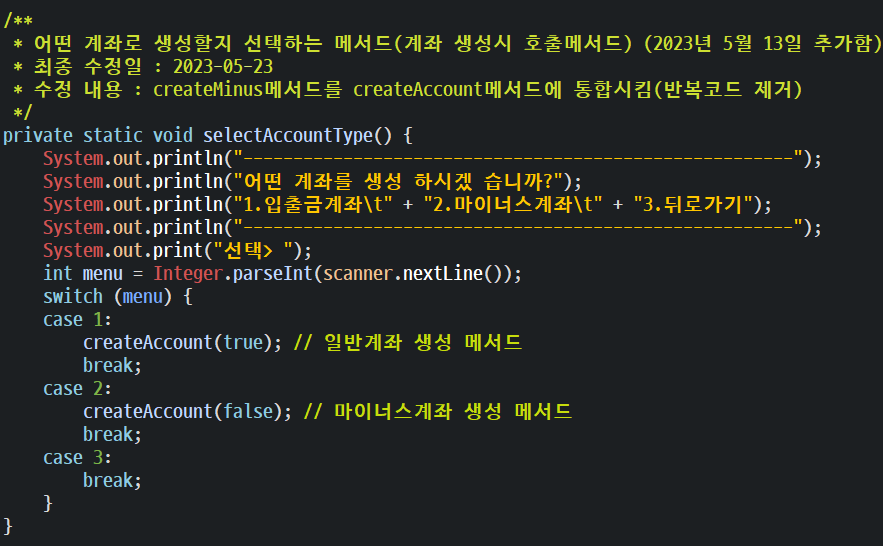 /**
 * 어떤 계좌로 생성할지 선택하는 메서드(계좌 생성시 호출메서드) (2023년 5월 13일 추가함)
 * 최종 수정일 : 2023-05-23
 * 수정 내용 : createMinus메서드를 createAccount메서드에 통합시킴(반복코드 제거)
 */
private static void selectAccountType() {
    System.out.println("-------------------------------------------------------");
    System.out.println("어떤 계좌를 생성 하시겠 습니까?");
    System.out.println("1.입출금계좌\t" + "2.마이너스계좌\t" + "3.뒤로가기");
    System.out.println("-------------------------------------------------------");
    System.out.print("선택> ");
    int menu = Integer.parseInt(scanner.nextLine());
    switch (menu) {
    case 1:
        createAccount(true); // 일반계좌 생성 메서드
        break;
    case 2:
        createAccount(false); // 마이너스계좌 생성 메서드
        break;
    case 3:
        break;
    }
}